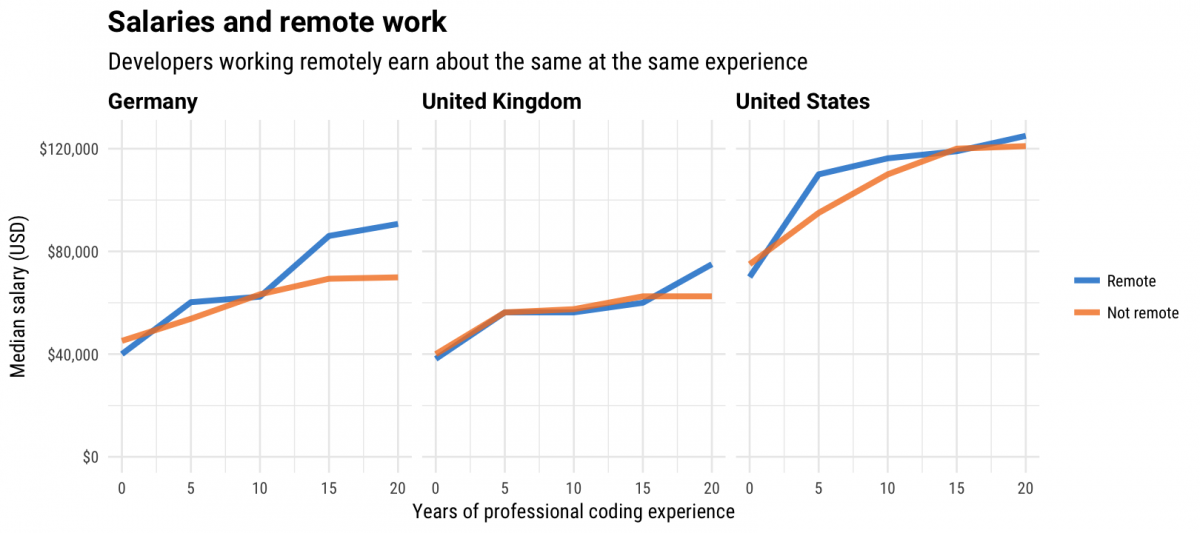 Salaries and remote work
Developers working remotely earn about the same at the same experience
Germany United Kingdom United States
Median salary (USD)
$120,000
$80,000
$40,000
$0
0 5 10 15 20 0 5 10 15 20 0 5 10 15 20
Years of professional coding experience
Remote
Not remote